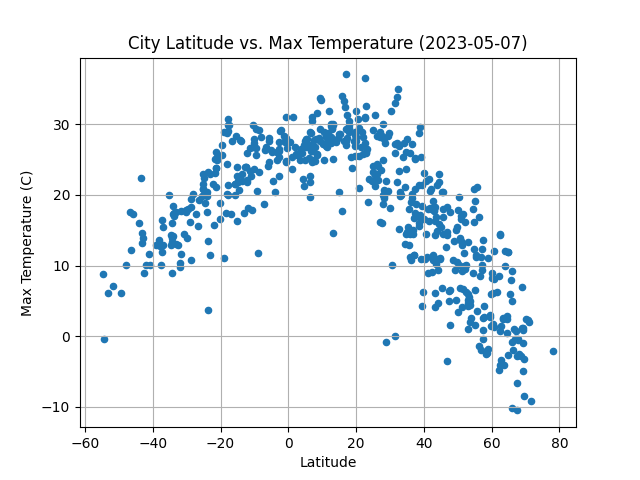 City Latitude vs. Max Temperature (2023-05-07)
30
20
10
0
−10
Max Temperature (C)
−60 −40 −20 0 20 40 60 80
Latitude